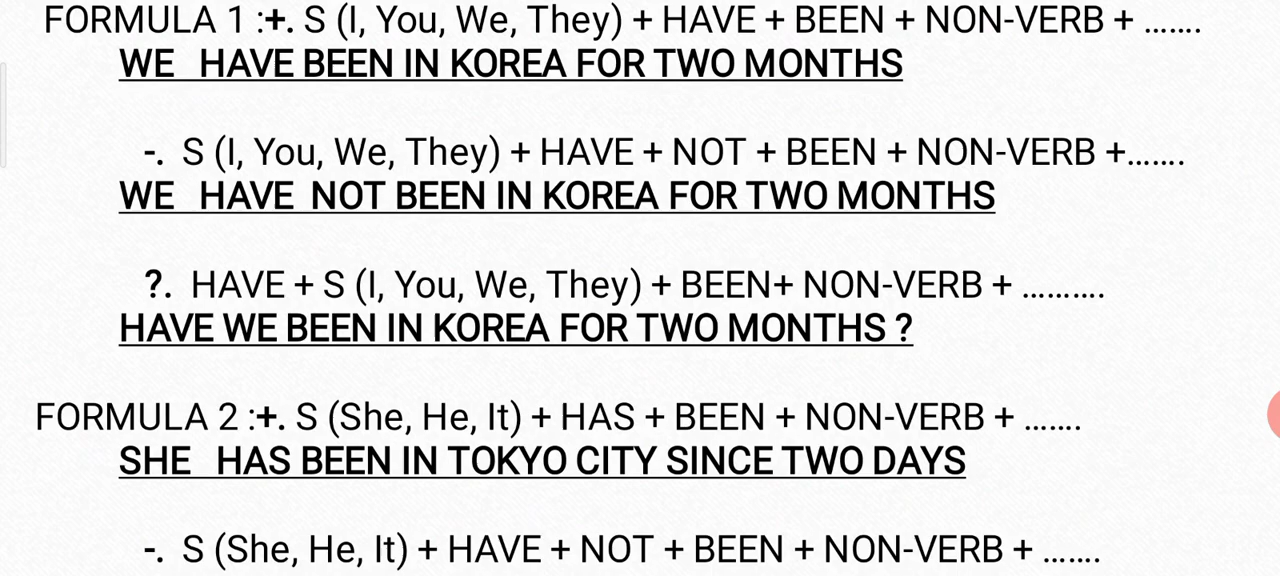 FORMULA 1 :+. S (I, You, We, They) + HAVE + BEEN + NON-VERB + .......
WE HAVE BEEN IN KOREA FOR TWO MONTHS
-. S (I, You, We, They) + HAVE + NOT + BEEN + NON-VERB +.......
WE HAVE NOT BEEN IN KOREA FOR TWO MONTHS
?. HAVE + S (I, You, We, They) + BEEN+ NON-VERB + ..........
HAVE WE BEEN IN KOREA FOR TWO MONTHS ?
FORMULA 2 :+. S (She, He, It) + HAS + BEEN + NON-VERB + .......
SHE HAS BEEN IN TOKYO CITY SINCE TWO DAYS
-. S (She, He, It) + HAVE + NOT + BEEN + NON-VERB + .......